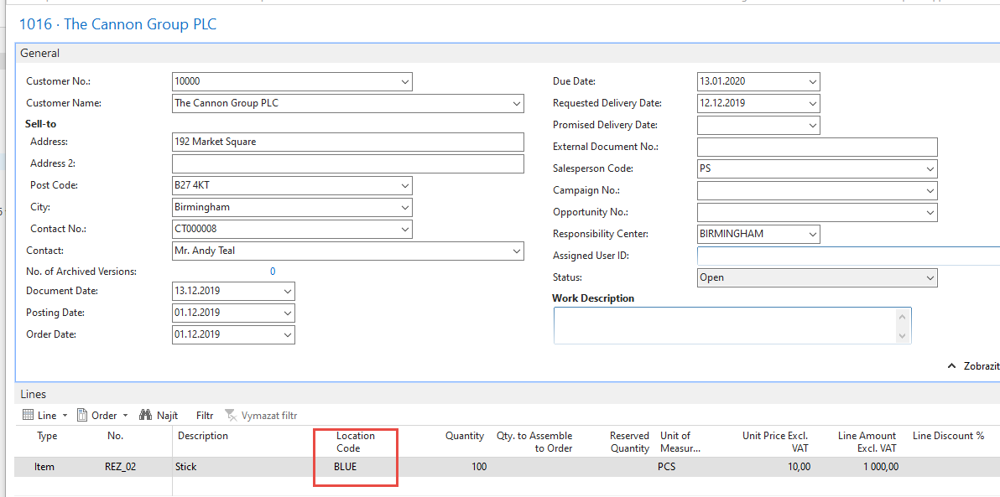 1016 · The Cannon Group PLC
General
Customer No.: 10000
Customer Name: The Cannon Group PLC
Sell-to
Address: 192 Market Square
Address 2:
Post Code: B27 4KT
City: Birmingham
Contact No.: CT000008
Contact: Mr. Andy Teal
No. of Archived Versions: 0
Document Date: 13.12.2019
Posting Date: 01.12.2019
Order Date: 01.12.2019
Due Date: 13.01.2020
Requested Delivery Date: 12.12.2019
Promised Delivery Date:
External Document No.:
Salesperson Code: PS
Campaign No.:
Opportunity No.:
Responsibility Center: BIRMINGHAM
Assigned User ID:
Status: Open
Work Description
Zobrazit
Lines
Line Order Najít Filtr Vymazat filtr
Type No. Description Location Code Quantity Qty. to Assemble to Order Reserved Quantity Unit of Measur... Unit Price Excl. VAT Line Amount Excl. VAT Line Discount %
Item REZ_02 Stick BLUE 100 PCS 10,00 1 000,00